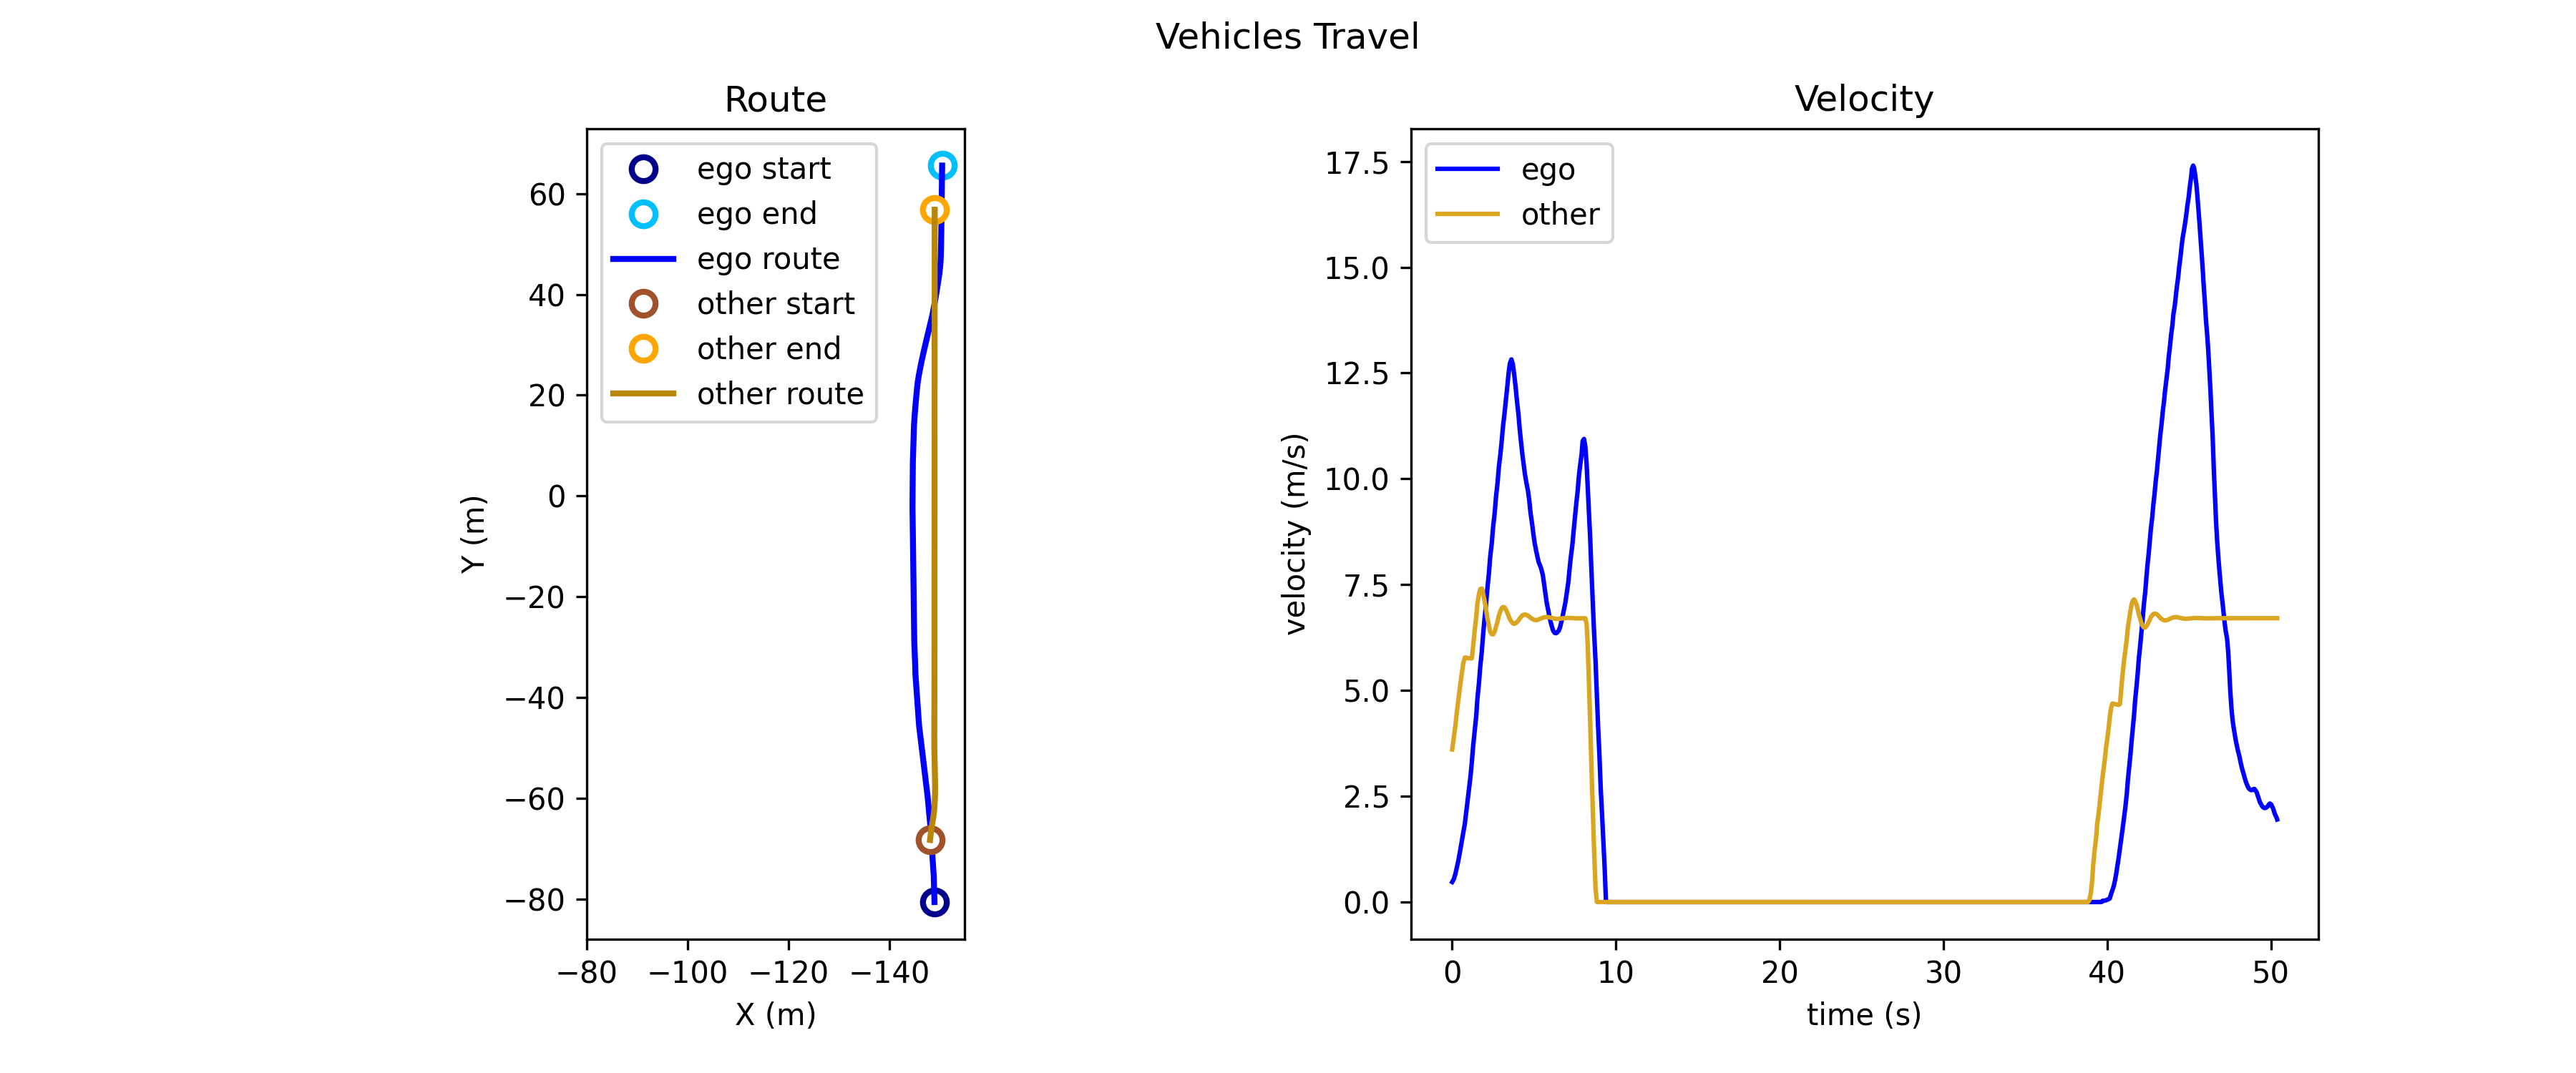 Vehicles Travel
Route
ego start
ego end
ego route
other start
other end
other route
60
40
20
0
−20
−40
−60
−80
Y (m)
−80 −100 −120 −140
X (m)
Velocity
ego
other
17.5
15.0
12.5
10.0
7.5
5.0
2.5
0.0
velocity (m/s)
0 10 20 30 40 50
time (s)